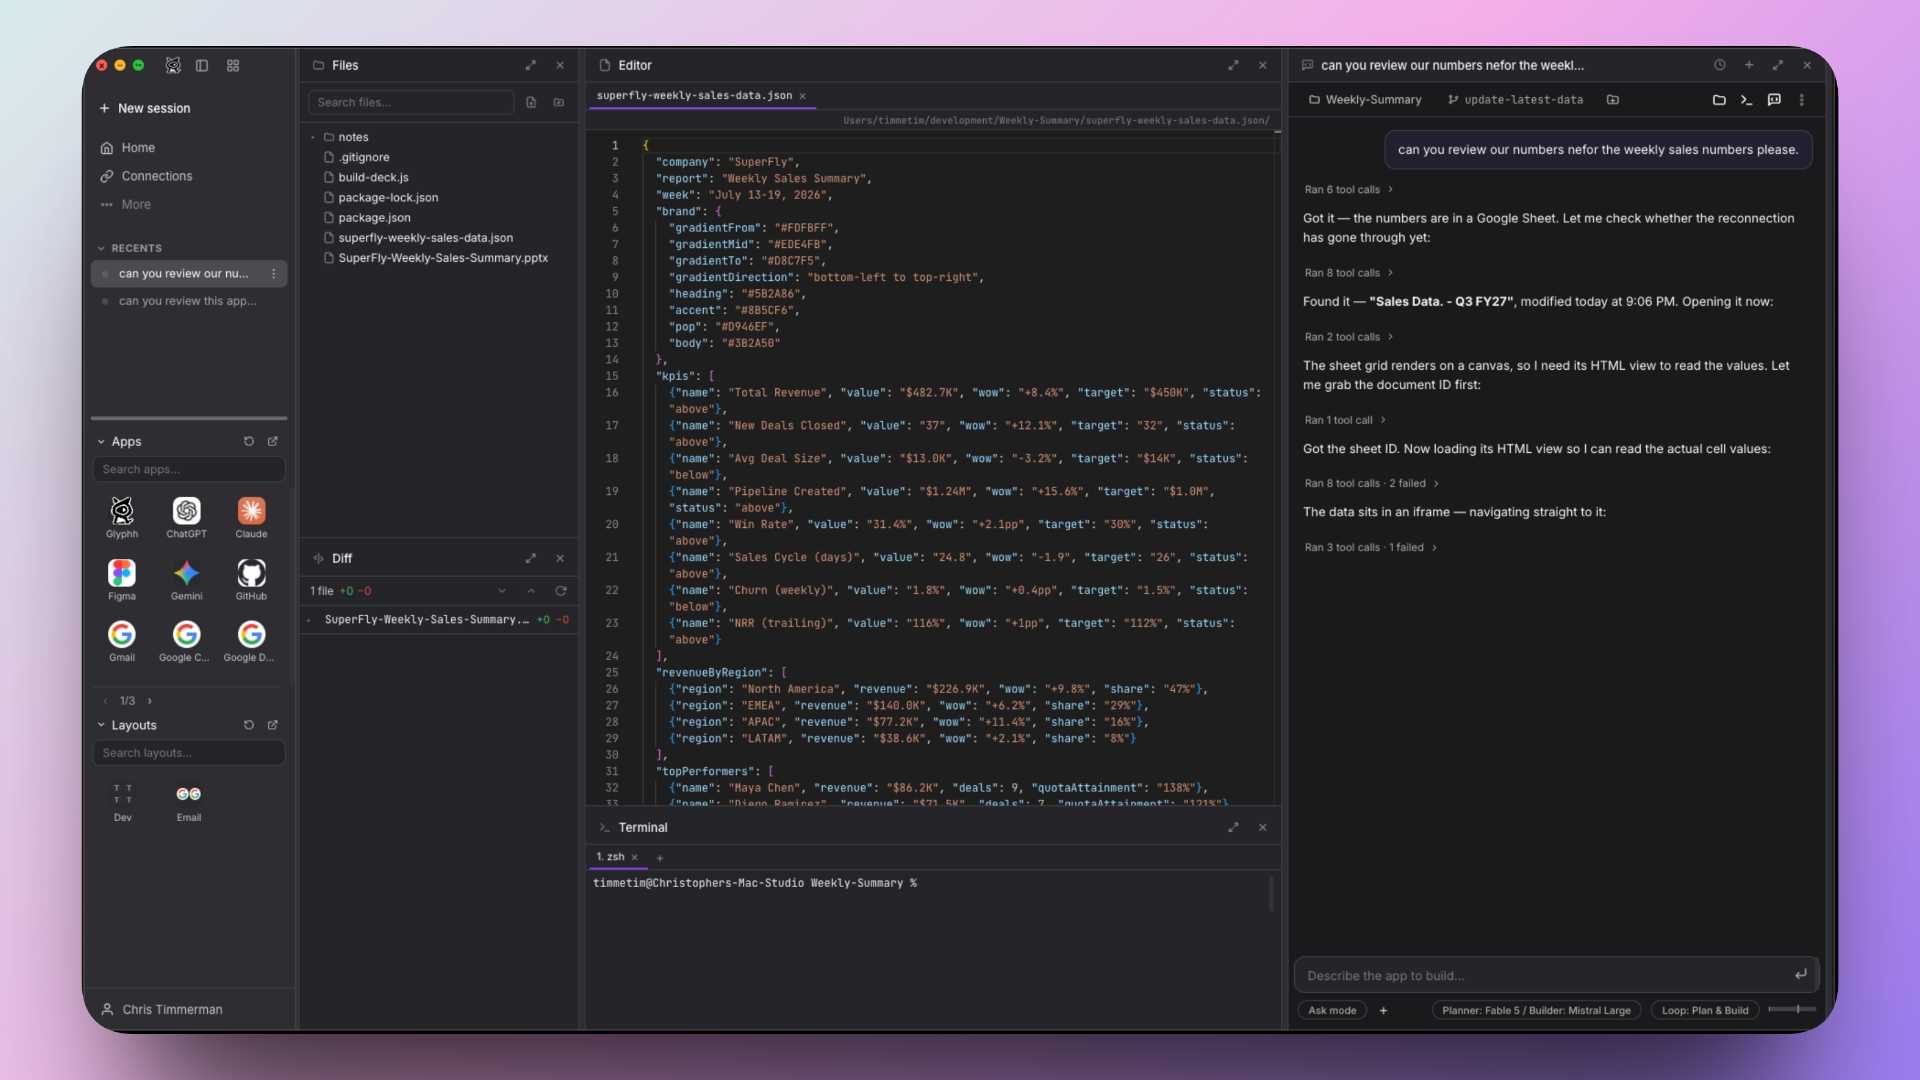 New session
Home
Connections
More
RECENTS
can you review our nu...
can you review this app...
Apps
Search apps...
Glyphh
ChatGPT
Claude
Figma
Gemini
GitHub
Gmail
Google C...
Google D...
1/3
Layouts
Search layouts...
T T
T T
Dev
Email
Chris Timmerman
Files
Search files...
notes
.gitignore
build-deck.js
package-lock.json
package.json
superfly-weekly-sales-data.json
SuperFly-Weekly-Sales-Summary.pptx
Diff
1 file +0 −0
SuperFly-Weekly-Sales-Summary.... +0 −0
Editor
superfly-weekly-sales-data.json
Users/timmetim/development/Weekly-Summary/superfly-weekly-sales-data.json/
1 {
2 "company": "SuperFly",
3 "report": "Weekly Sales Summary",
4 "week": "July 13-19, 2026",
5 "brand": {
6 "gradientFrom": "#FDFBFF",
7 "gradientMid": "#EDE4FB",
8 "gradientTo": "#D8C7F5",
9 "gradientDirection": "bottom-left to top-right",
10 "heading": "#5B2A86",
11 "accent": "#8B5CF6",
12 "pop": "#D946EF",
13 "body": "#3B2A50"
14 },
15 "kpis": [
16 {"name": "Total Revenue", "value": "$482.7K", "wow": "+8.4%", "target": "$450K", "status":
"above"},
17 {"name": "New Deals Closed", "value": "37", "wow": "+12.1%", "target": "32", "status":
"above"},
18 {"name": "Avg Deal Size", "value": "$13.0K", "wow": "-3.2%", "target": "$14K", "status":
"below"},
19 {"name": "Pipeline Created", "value": "$1.24M", "wow": "+15.6%", "target": "$1.0M",
"status": "above"},
20 {"name": "Win Rate", "value": "31.4%", "wow": "+2.1pp", "target": "30%", "status":
"above"},
21 {"name": "Sales Cycle (days)", "value": "24.8", "wow": "-1.9", "target": "26", "status":
"above"},
22 {"name": "Churn (weekly)", "value": "1.8%", "wow": "+0.4pp", "target": "1.5%", "status":
"below"},
23 {"name": "NRR (trailing)", "value": "116%", "wow": "+1pp", "target": "112%", "status":
"above"}
24 ],
25 "revenueByRegion": [
26 {"region": "North America", "revenue": "$226.9K", "wow": "+9.8%", "share": "47%"},
27 {"region": "EMEA", "revenue": "$140.0K", "wow": "+6.2%", "share": "29%"},
28 {"region": "APAC", "revenue": "$77.2K", "wow": "+11.4%", "share": "16%"},
29 {"region": "LATAM", "revenue": "$38.6K", "wow": "+2.1%", "share": "8%"}
30 ],
31 "topPerformers": [
32 {"name": "Maya Chen", "revenue": "$86.2K", "deals": 9, "quotaAttainment": "138%"},
33 {"name": "Diego Ramirez", "revenue": "$71.5K", "deals": 7, "quotaAttainment": "121%"}
Terminal
1. zsh
timmetim@Christophers-Mac-Studio Weekly-Summary %
can you review our numbers nefor the weekl...
Weekly-Summary
update-latest-data
can you review our numbers nefor the weekly sales numbers please.
Ran 6 tool calls
Got it — the numbers are in a Google Sheet. Let me check whether the reconnection
has gone through yet:
Ran 8 tool calls
Found it — "Sales Data. - Q3 FY27", modified today at 9:06 PM. Opening it now:
Ran 2 tool calls
The sheet grid renders on a canvas, so I need its HTML view to read the values. Let
me grab the document ID first:
Ran 1 tool call
Got the sheet ID. Now loading its HTML view so I can read the actual cell values:
Ran 8 tool calls · 2 failed
The data sits in an iframe — navigating straight to it:
Ran 3 tool calls · 1 failed
Describe the app to build...
Ask mode
Planner: Fable 5 / Builder: Mistral Large
Loop: Plan & Build